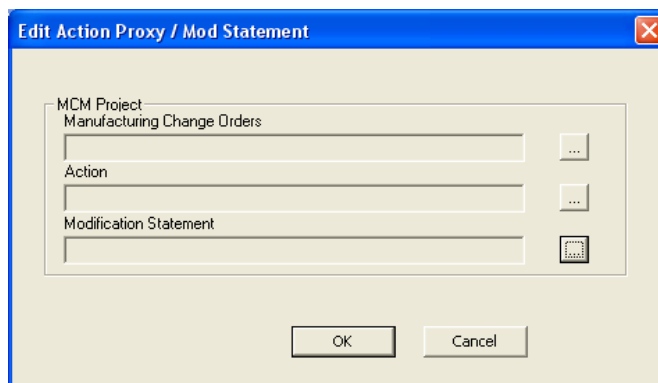 Edit Action Proxy / Mod Statement
MCM Project
Manufacturing Change Orders
...
Action
...
Modification Statement
...
OK Cancel